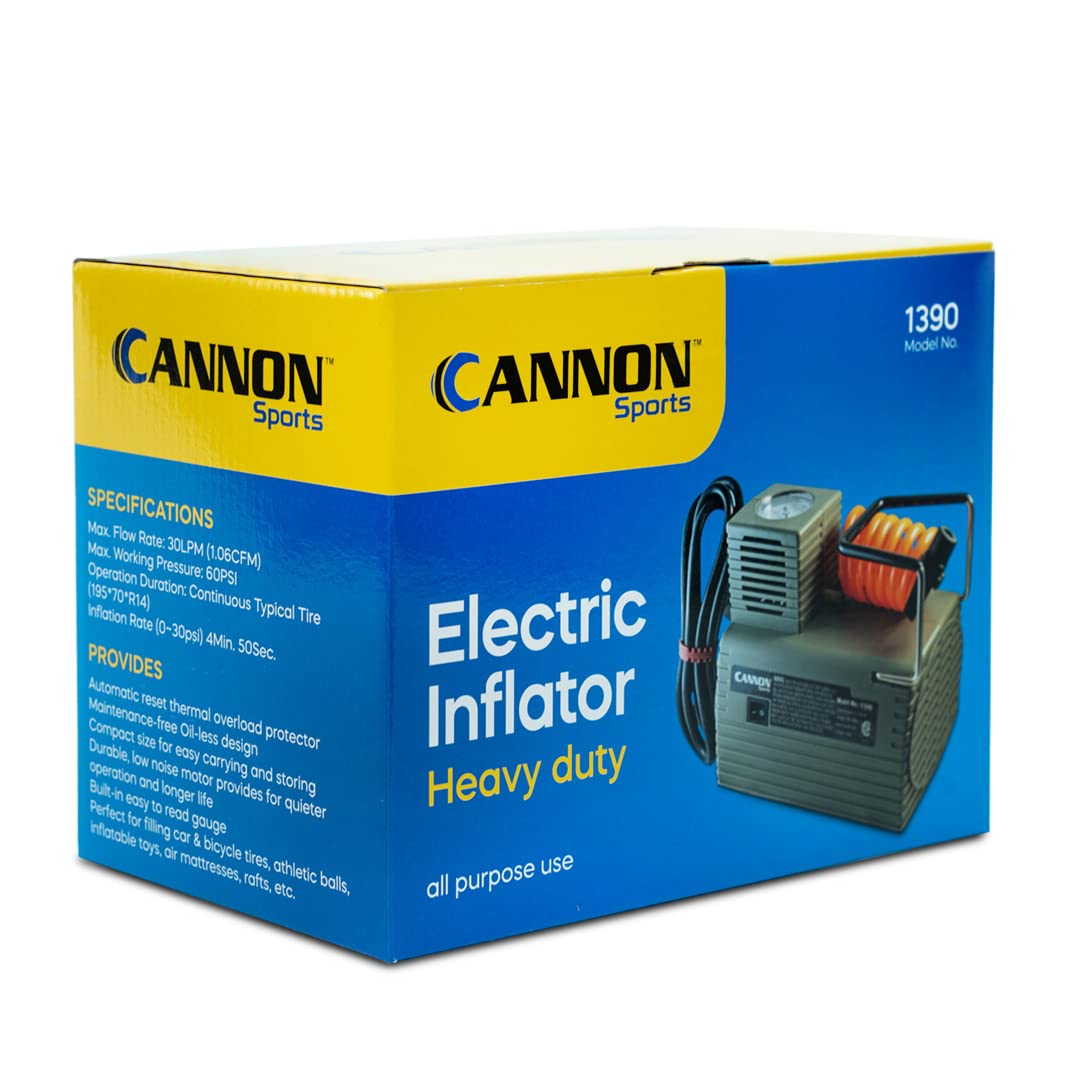 CANNON™
Sports
SPECIFICATIONS
Max. Flow Rate: 30LPM (1.06CFM)
Max. Working Pressure: 60PSI
Operation Duration: Continuous Typical Tire
(195*70*R14)
Inflation Rate (0~30psi) 4Min. 50Sec.
PROVIDES
Automatic reset thermal overload protector
Maintenance-free Oil-less design
Compact size for easy carrying and storing
Durable, low noise motor provides for quieter
operation and longer life
Built-in easy to read gauge
Perfect for filling car & bicycle tires, athletic balls,
inflatable toys, air mattresses, rafts, etc.
CANNON™
Sports
1390
Model No.
Electric
Inflator
Heavy duty
all purpose use
CANNON
Sports
Model No. 1390